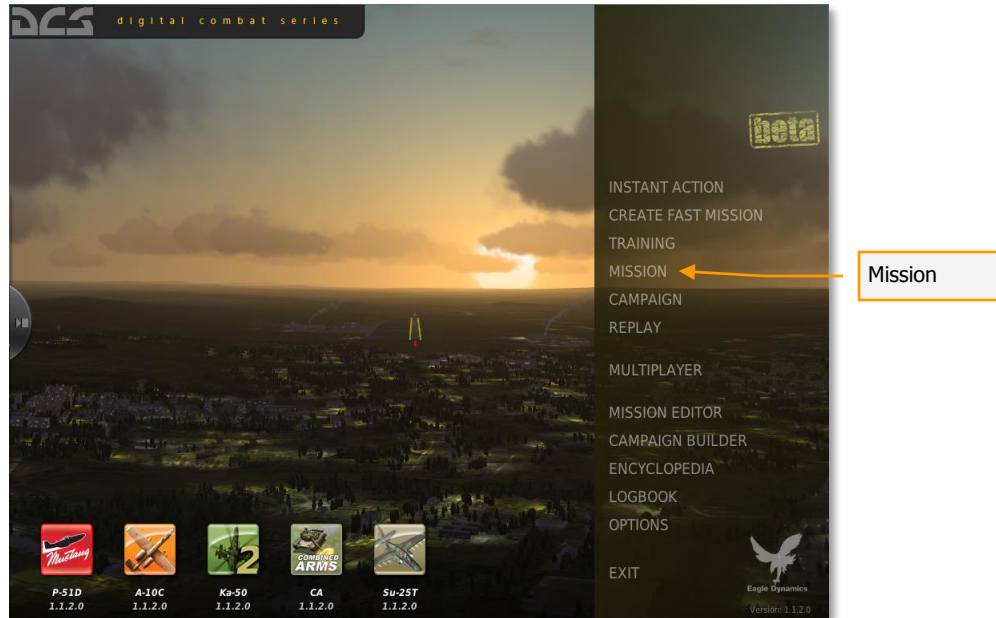 DCS digital combat series
beta
INSTANT ACTION
CREATE FAST MISSION
TRAINING
MISSION
Mission
CAMPAIGN
REPLAY
MULTIPLAYER
MISSION EDITOR
CAMPAIGN BUILDER
ENCYCLOPEDIA
LOGBOOK
OPTIONS
EXIT
Mustang
2
COMBINED
ARMS
P-51D A-10C Ka-50 CA Su-25T
1.1.2.0 1.1.2.0 1.1.2.0 1.1.2.0 1.1.2.0
Eagle Dynamics
Version: 1.1.2.0